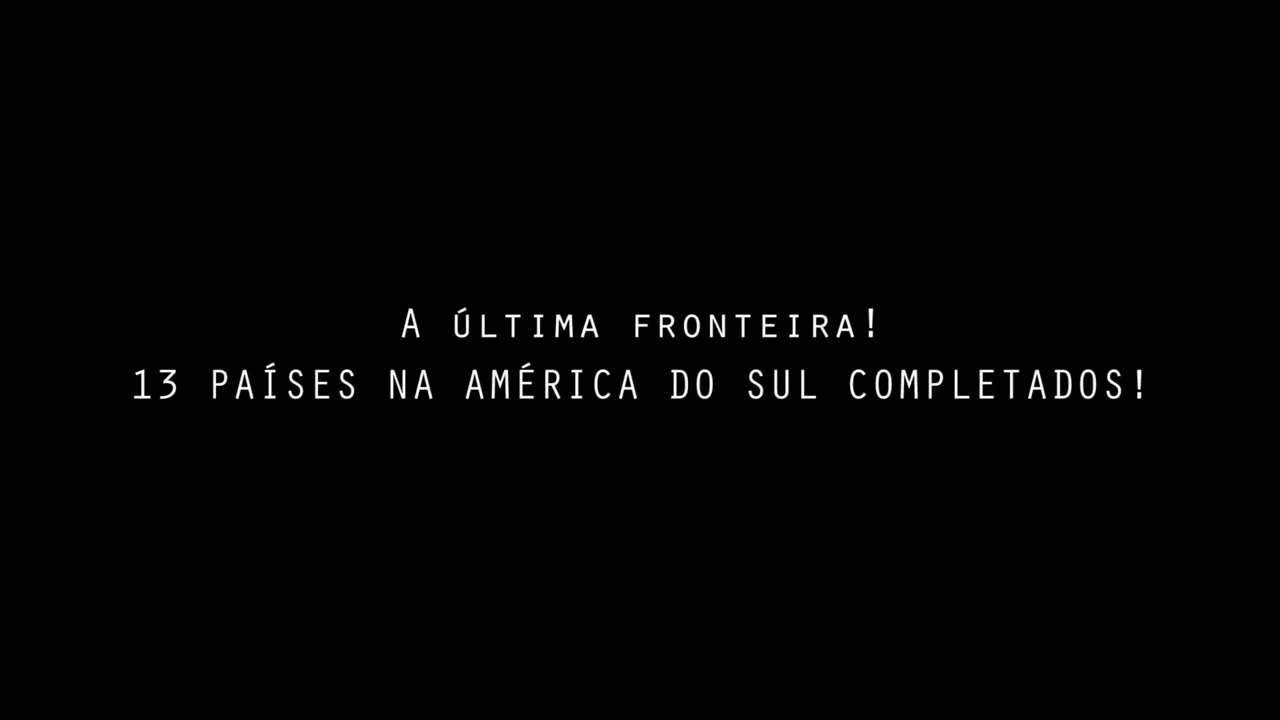 A ÚLTIMA FRONTEIRA!
13 PAÍSES NA AMÉRICA DO SUL COMPLETADOS!